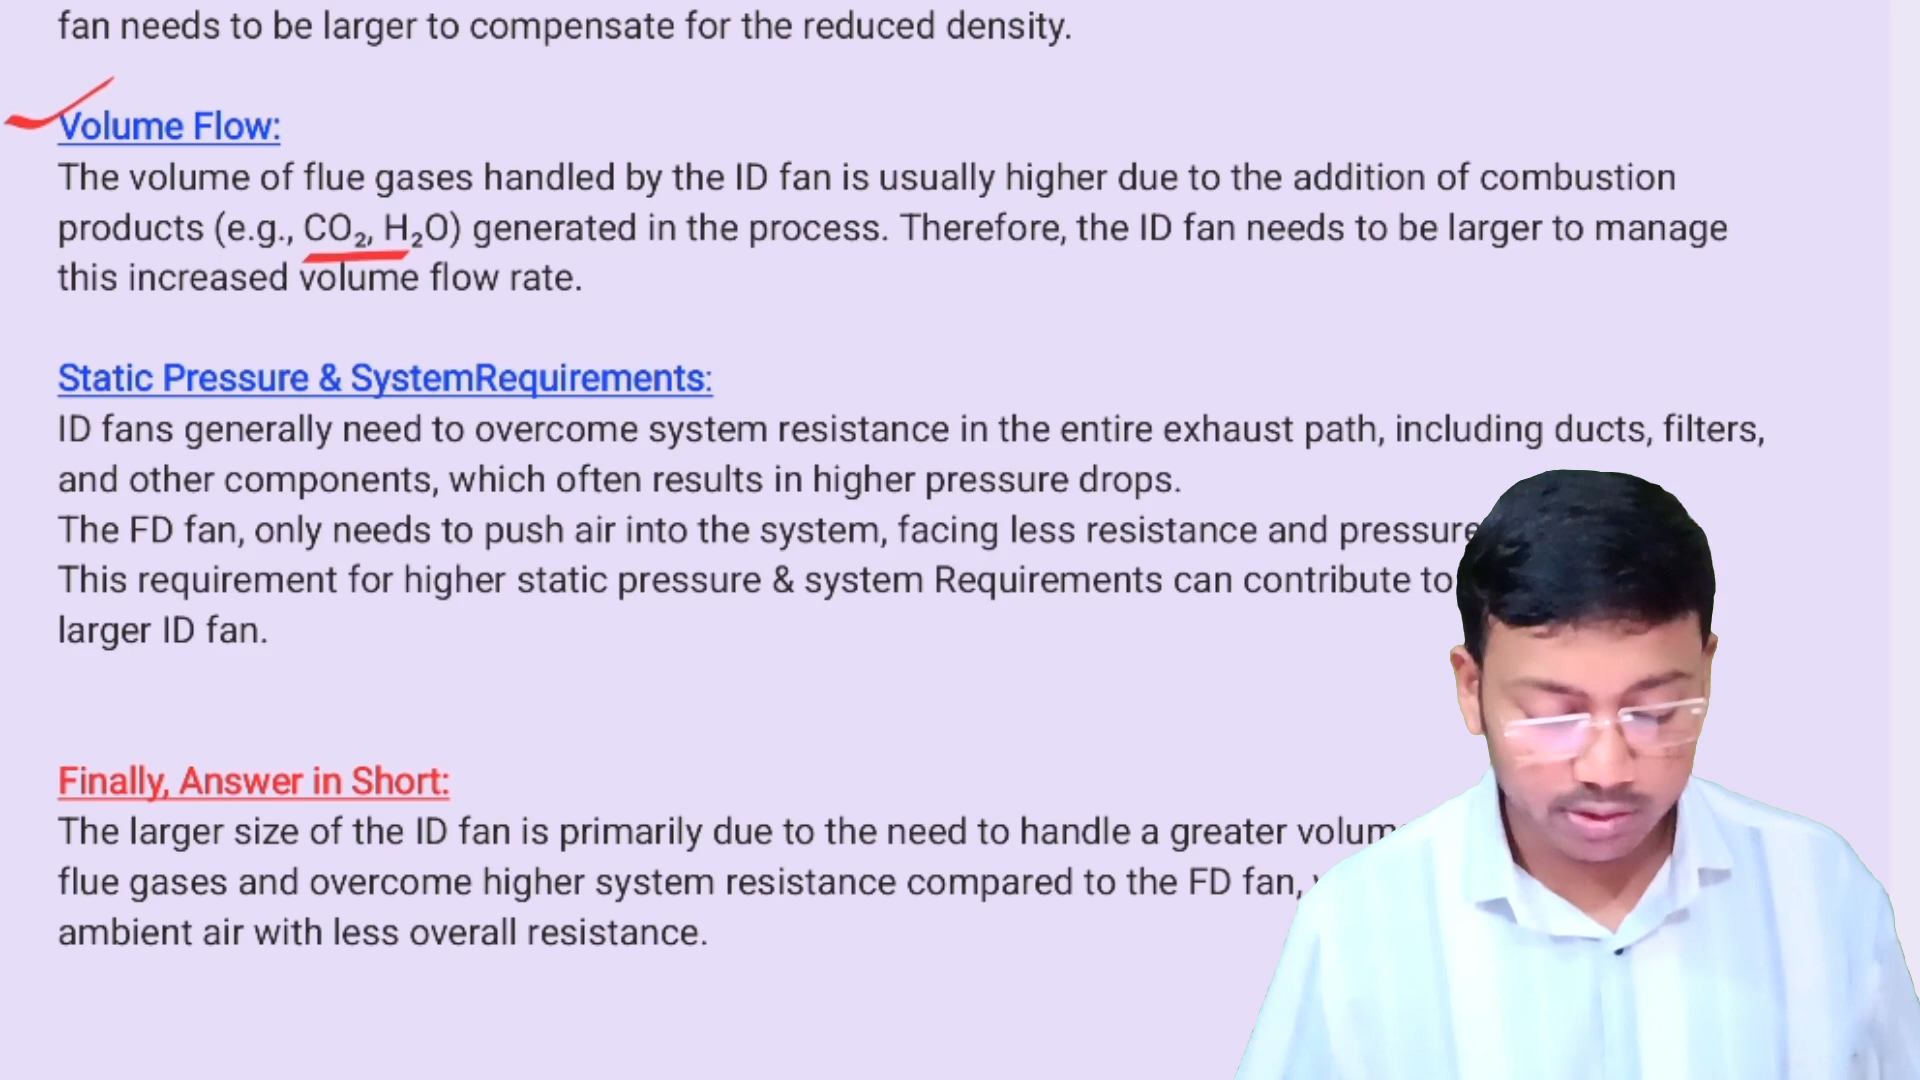 fan needs to be larger to compensate for the reduced density.
Volume Flow:
The volume of flue gases handled by the ID fan is usually higher due to the addition of combustion
products (e.g., CO₂, H₂O) generated in the process. Therefore, the ID fan needs to be larger to manage
this increased volume flow rate.
Static Pressure & SystemRequirements:
ID fans generally need to overcome system resistance in the entire exhaust path, including ducts, filters,
and other components, which often results in higher pressure drops.
The FD fan, only needs to push air into the system, facing less resistance and pressure
This requirement for higher static pressure & system Requirements can contribute to
larger ID fan.
Finally, Answer in Short:
The larger size of the ID fan is primarily due to the need to handle a greater
flue gases and overcome higher system resistance compared to the FD fan,
ambient air with less overall resistance.